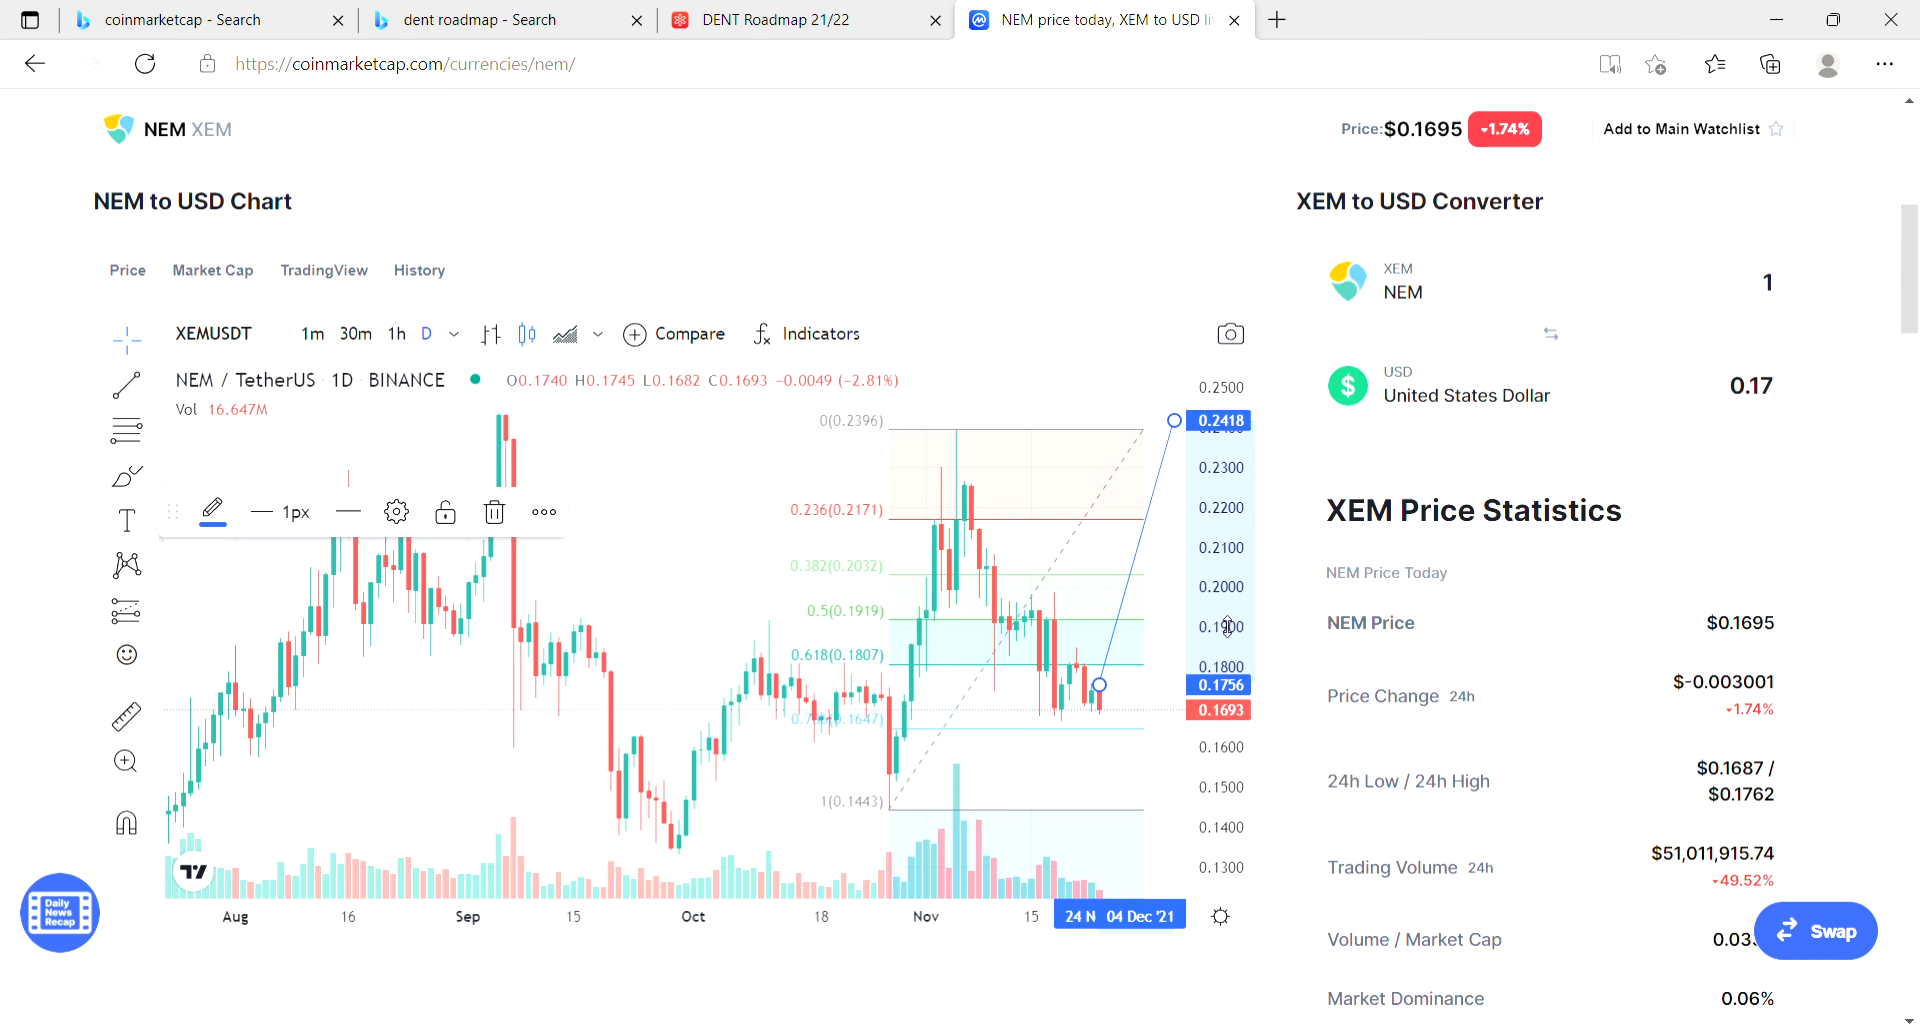 coinmarketcap - Search
dent roadmap - Search
DENT Roadmap 21/22
NEM price today, XEM to USD li
https://coinmarketcap.com/currencies/nem/
NEM XEM
Price:$0.1695 -1.74%
Add to Main Watchlist
NEM to USD Chart
XEM to USD Converter
Price Market Cap TradingView History
XEM
NEM
1
XEMUSDT 1m 30m 1h D Compare Indicators
NEM / TetherUS 1D BINANCE O0.1740 H0.1745 L0.1682 C0.1693 -0.0049 (-2.81%)
Vol 16.647M
USD
United States Dollar
0.17
0.2500
0.2418
0.2300
0.2200
0.2100
0.2000
0.1900
0.1800
0.1756
0.1693
0.1600
0.1500
0.1400
0.1300
0(0.2396)
0.236(0.2171)
0.382(0.2032)
0.5(0.1919)
0.618(0.1807)
1(0.1443)
1px
Aug 16 Sep 15 Oct 18 Nov 15 24 N 04 Dec '21
Daily
News
Recap
XEM Price Statistics
NEM Price Today
NEM Price $0.1695
Price Change 24h $-0.003001
-1.74%
24h Low / 24h High $0.1687 /
$0.1762
Trading Volume 24h $51,011,915.74
-49.52%
Volume / Market Cap 0.03
Swap
Market Dominance 0.06%